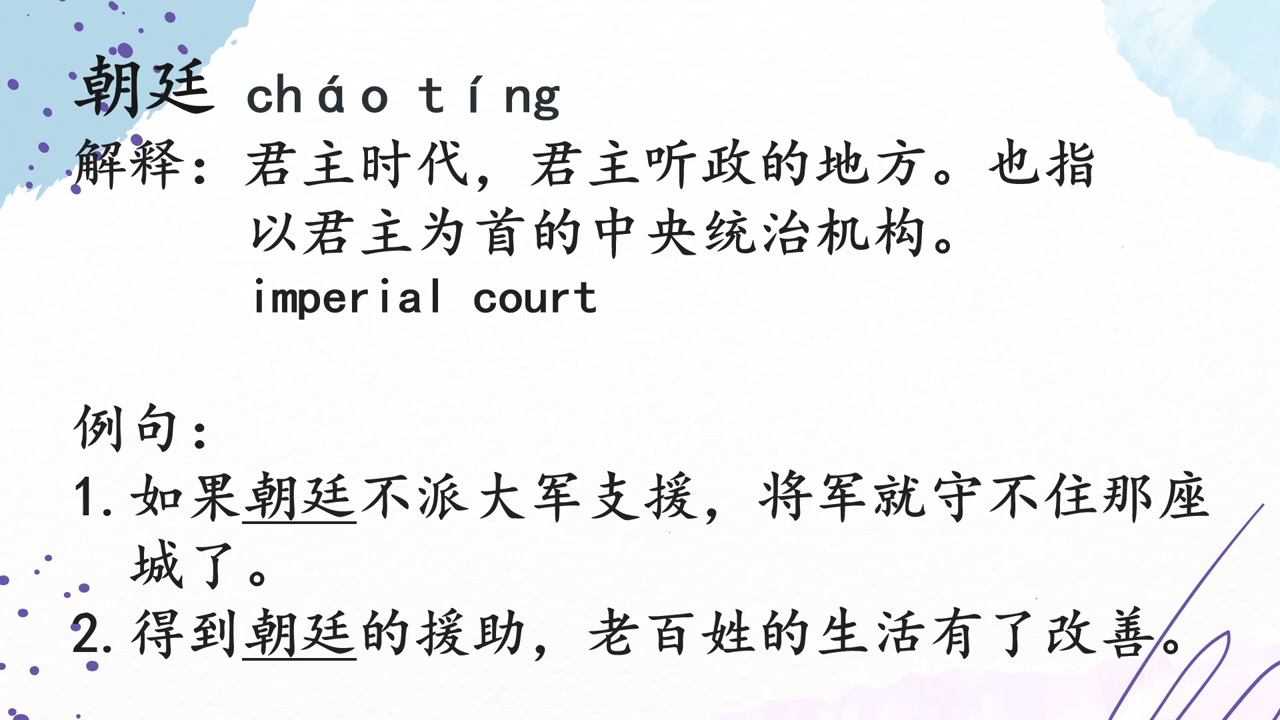 朝廷 cháo tíng
解释：君主时代，君主听政的地方。也指
以君主为首的中央统治机构。
imperial court
例句：
1.如果朝廷不派大军支援，将军就守不住那座
城了。
2.得到朝廷的援助，老百姓的生活有了改善。